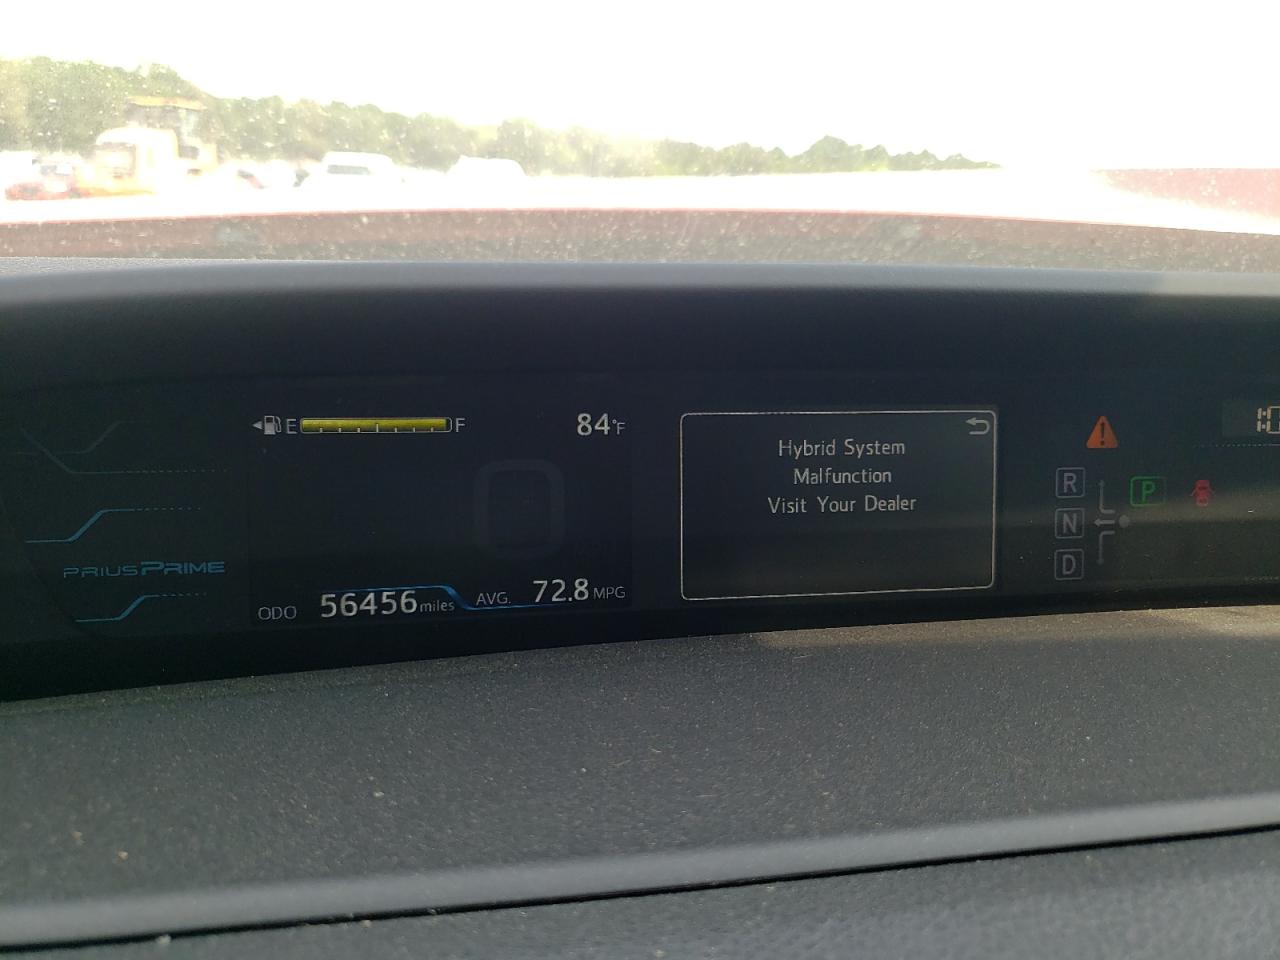 E F 84°F
Hybrid System
Malfunction
Visit Your Dealer
R
P
N
D
PRIUS PRIME
ODO 56456 miles AVG. 72.8 MPG